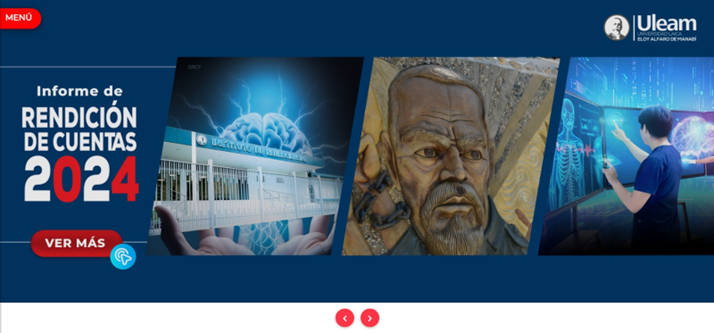 MENÚ
Uleam
UNIVERSIDAD LAICA
ELOY ALFARO DE MANABÍ
Informe de
RENDICIÓN
DE CUENTAS
2024
VER MÁS